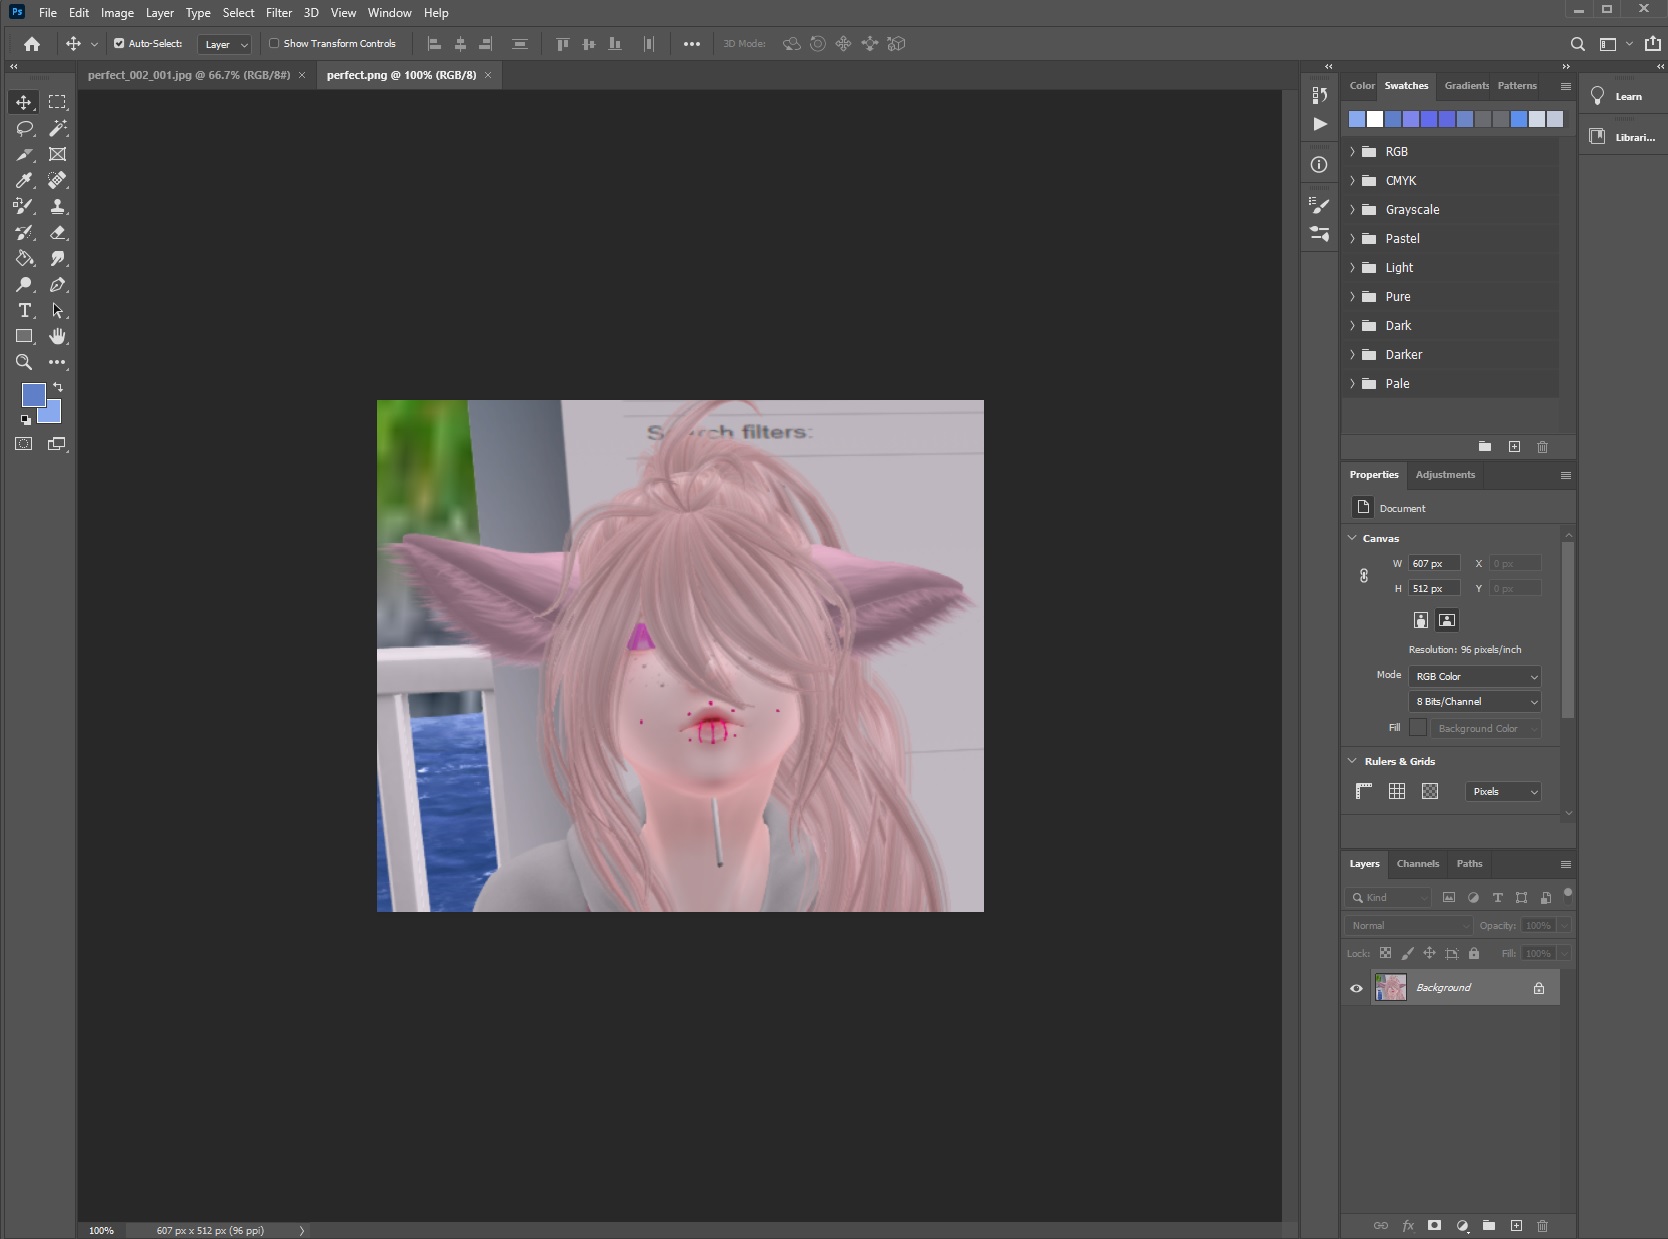 Ps File Edit Image Layer Type Select Filter 3D View Window Help
Auto-Select: Layer Show Transform Controls 3D Mode:
perfect_002_001.jpg @ 66.7% (RGB/8#) × perfect.png @ 100% (RGB/8) ×
Color Swatches Gradients Patterns
Learn
Librari...
RGB
CMYK
Grayscale
Pastel
Light
Pure
Dark
Darker
Pale
Search filters:
Properties Adjustments
Document
Canvas
W 607 px X 0 px
H 512 px Y 0 px
Resolution: 96 pixels/inch
Mode RGB Color
8 Bits/Channel
Fill Background Color
Rulers & Grids
Pixels
Layers Channels Paths
Kind
Normal Opacity: 100%
Lock: Fill: 100%
Background
fx
100% 607 px x 512 px (96 ppi)